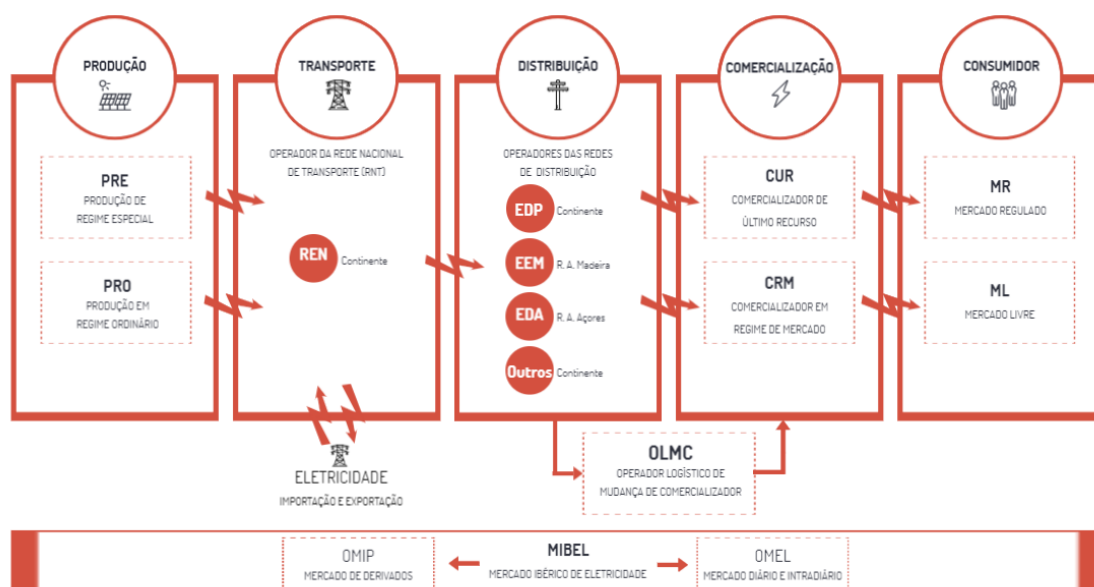 PRODUÇÃO
TRANSPORTE
DISTRIBUIÇÃO
COMERCIALIZAÇÃO
CONSUMIDOR
PRE
PRODUÇÃO DE
REGIME ESPECIAL
PRO
PRODUÇÃO EM
REGIME ORDINÁRIO
OPERADOR DA REDE NACIONAL
DE TRANSPORTE (RNT)
REN Continente
ELETRICIDADE
IMPORTAÇÃO E EXPORTAÇÃO
OPERADORES DAS REDES
DE DISTRIBUIÇÃO
EDP Continente
EEM R. A. Madeira
EDA R. A. Açores
Outros Continente
CUR
COMERCIALIZADOR DE
ÚLTIMO RECURSO
CRM
COMERCIALIZADOR EM
REGIME DE MERCADO
MR
MERCADO REGULADO
ML
MERCADO LIVRE
OLMC
OPERADOR LOGÍSTICO DE
MUDANÇA DE COMERCIALIZADOR
OMIP
MERCADO DE DERIVADOS
MIBEL
MERCADO IBÉRICO DE ELETRICIDADE
OMEL
MERCADO DIÁRIO E INTRADIÁRIO